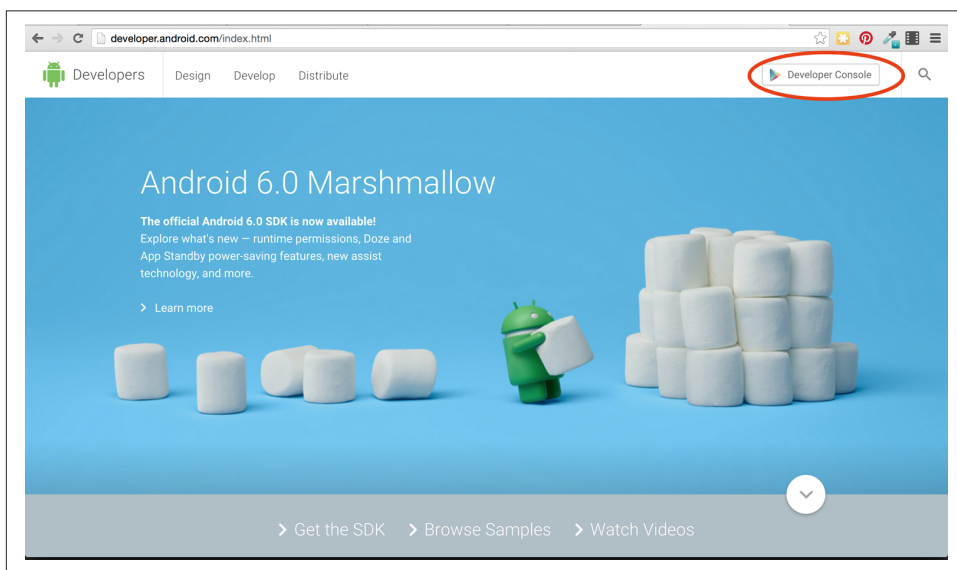 developer.android.com/index.html
Developers Design Develop Distribute Developer Console
Android 6.0 Marshmallow
The official Android 6.0 SDK is now available!
Explore what's new — runtime permissions, Doze and
App Standby power-saving features, new assist
technology, and more.
Learn more
Get the SDK Browse Samples Watch Videos